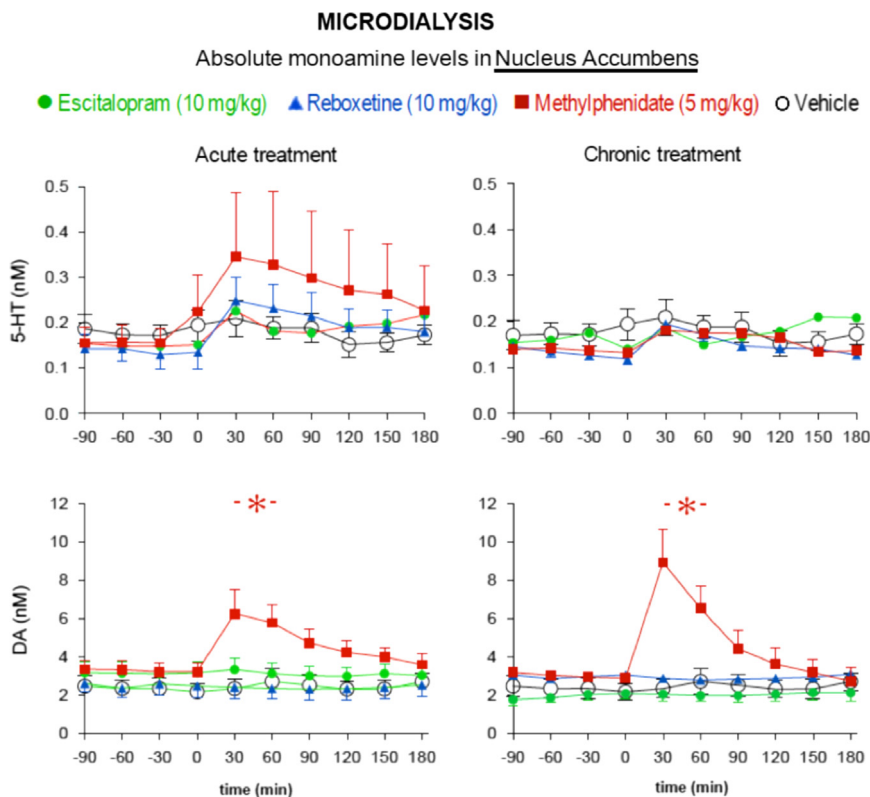 MICRODIALYSIS
Absolute monoamine levels in Nucleus Accumbens
Escitalopram (10 mg/kg) Reboxetine (10 mg/kg) Methylphenidate (5 mg/kg) Vehicle
Acute treatment Chronic treatment
5-HT (nM)
0.5
0.4
0.3
0.2
0.1
0.0
-90 -60 -30 0 30 60 90 120 150 180
0.5
0.4
0.3
0.2
0.1
0.0
-90 -60 -30 0 30 60 90 120 150 180
DA (nM)
12
10
8
6
4
2
0
-*-
-90 -60 -30 0 30 60 90 120 150 180
time (min)
12
10
8
6
4
2
0
-*-
-90 -60 -30 0 30 60 90 120 150 180
time (min)